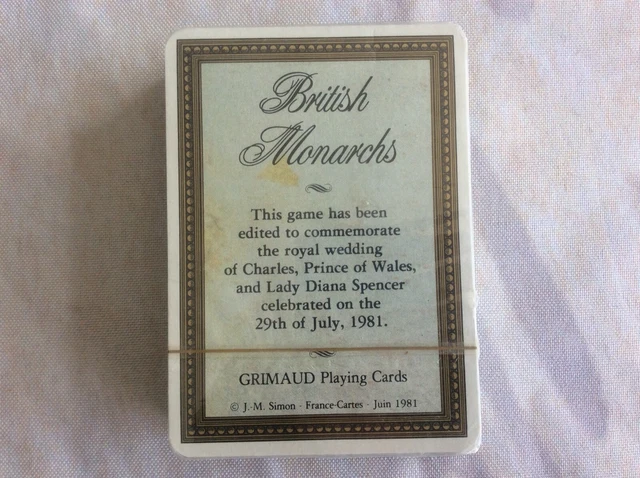 British
Monarchs
This game has been
edited to commemorate
the royal wedding
of Charles, Prince of Wales,
and Lady Diana Spencer
celebrated on the
29th of July, 1981.
GRIMAUD Playing Cards
© J.-M. Simon - France-Cartes - Juin 1981